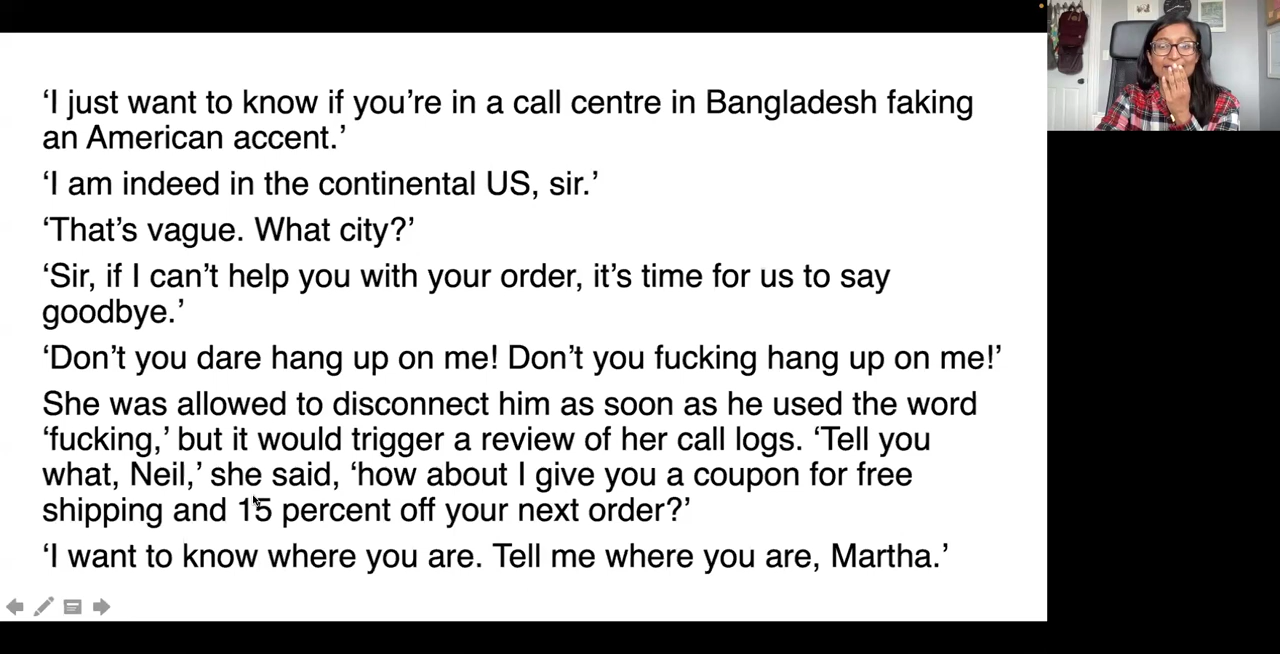 ‘I just want to know if you’re in a call centre in Bangladesh faking
an American accent.’
‘I am indeed in the continental US, sir.’
‘That’s vague. What city?’
‘Sir, if I can’t help you with your order, it’s time for us to say
goodbye.’
‘Don’t you dare hang up on me! Don’t you fucking hang up on me!’
She was allowed to disconnect him as soon as he used the word
‘fucking,’ but it would trigger a review of her call logs. ‘Tell you
what, Neil,’ she said, ‘how about I give you a coupon for free
shipping and 15 percent off your next order?’
‘I want to know where you are. Tell me where you are, Martha.’